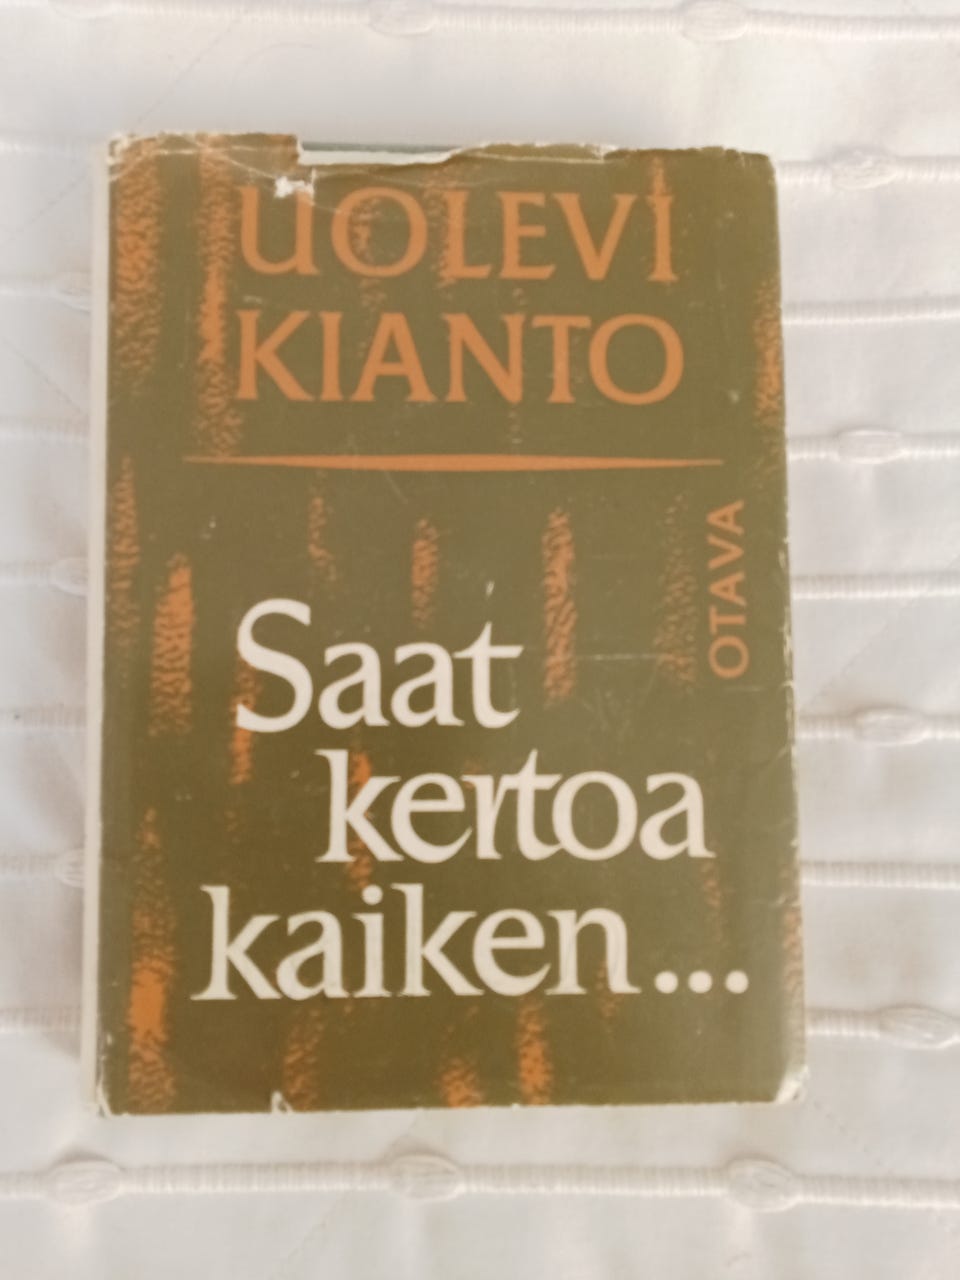 UOLEVI
KIANTO
OTAVA
Saat
kertoa
kaiken...